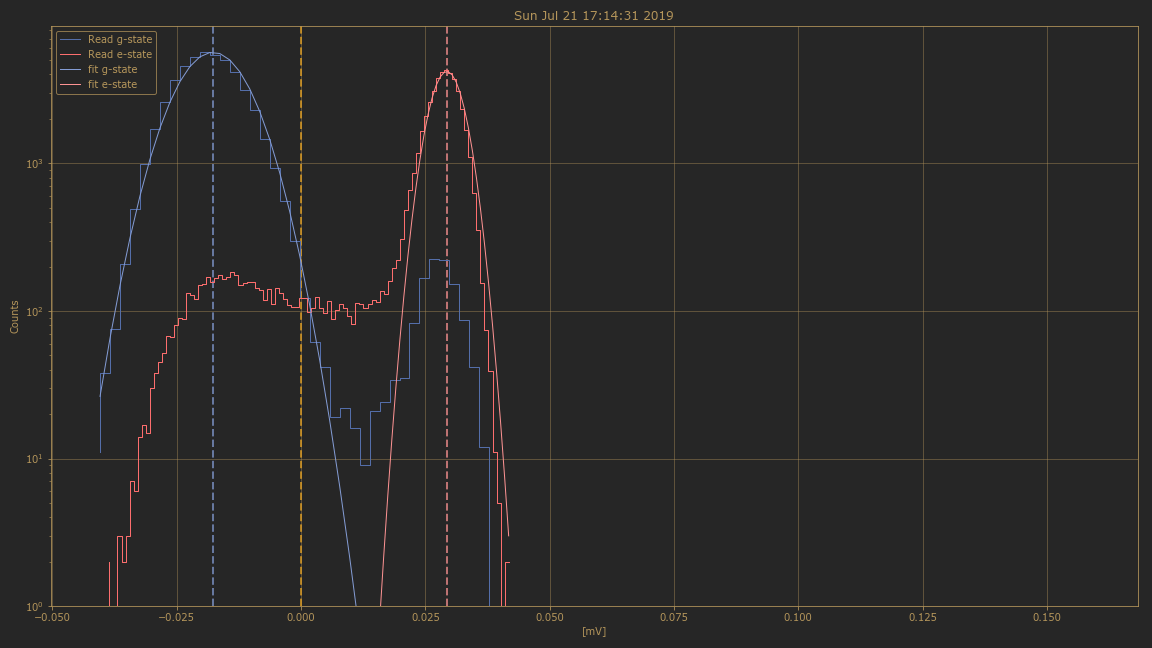 Sun Jul 21 17:14:31 2019
Read g-state
Read e-state
fit g-state
fit e-state
Counts
10³
10²
10¹
10⁰
−0.050 −0.025 0.000 0.025 0.050 0.075 0.100 0.125 0.150
[mV]